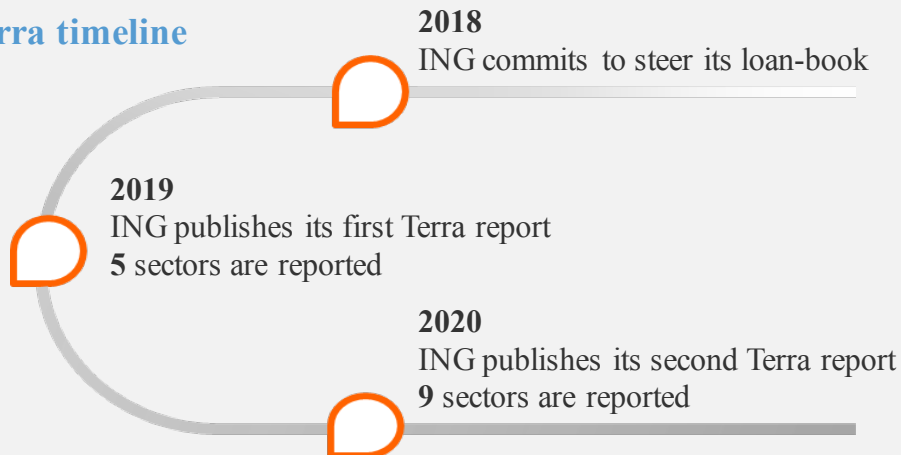 rra timeline
2018
ING commits to steer its loan-book
2019
ING publishes its first Terra report
5 sectors are reported
2020
ING publishes its second Terra report
9 sectors are reported